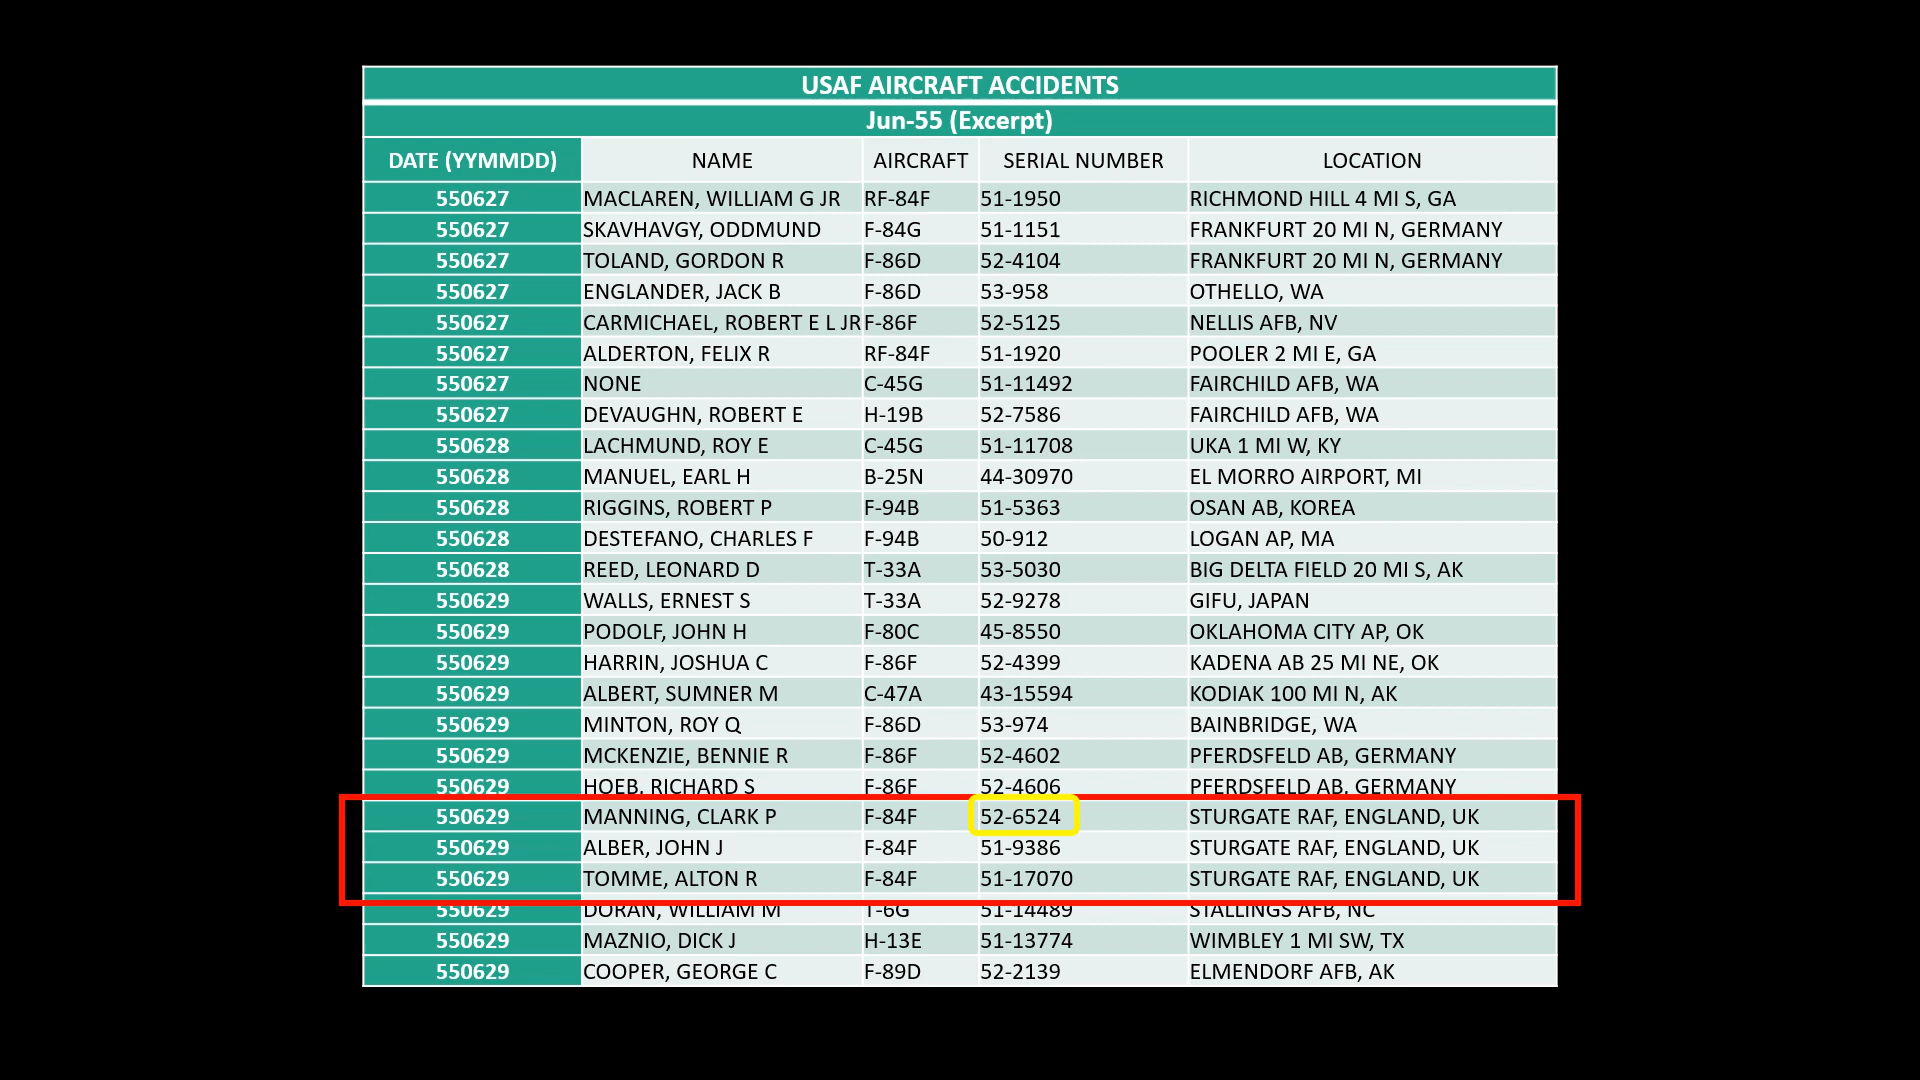 USAF AIRCRAFT ACCIDENTS
Jun-55 (Excerpt)
DATE (YYMMDD) NAME AIRCRAFT SERIAL NUMBER LOCATION
550627 MACLAREN, WILLIAM G JR RF-84F 51-1950 RICHMOND HILL 4 MI S, GA
550627 SKAVHAVGY, ODDMUND F-84G 51-1151 FRANKFURT 20 MI N, GERMANY
550627 TOLAND, GORDON R F-86D 52-4104 FRANKFURT 20 MI N, GERMANY
550627 ENGLANDER, JACK B F-86D 53-958 OTHELLO, WA
550627 CARMICHAEL, ROBERT E L JR F-86F 52-5125 NELLIS AFB, NV
550627 ALDERTON, FELIX R RF-84F 51-1920 POOLER 2 MI E, GA
550627 NONE C-45G 51-11492 FAIRCHILD AFB, WA
550627 DEVAUGHN, ROBERT E H-19B 52-7586 FAIRCHILD AFB, WA
550628 LACHMUND, ROY E C-45G 51-11708 UKA 1 MI W, KY
550628 MANUEL, EARL H B-25N 44-30970 EL MORRO AIRPORT, MI
550628 RIGGINS, ROBERT P F-94B 51-5363 OSAN AB, KOREA
550628 DESTEFANO, CHARLES F F-94B 50-912 LOGAN AP, MA
550628 REED, LEONARD D T-33A 53-5030 BIG DELTA FIELD 20 MI S, AK
550629 WALLS, ERNEST S T-33A 52-9278 GIFU, JAPAN
550629 PODOLF, JOHN H F-80C 45-8550 OKLAHOMA CITY AP, OK
550629 HARRIN, JOSHUA C F-86F 52-4399 KADENA AB 25 MI NE, OK
550629 ALBERT, SUMNER M C-47A 43-15594 KODIAK 100 MI N, AK
550629 MINTON, ROY Q F-86D 53-974 BAINBRIDGE, WA
550629 MCKENZIE, BENNIE R F-86F 52-4602 PFERDSFELD AB, GERMANY
550629 HOEB, RICHARD S F-86F 52-4606 PFERDSFELD AB, GERMANY
550629 MANNING, CLARK P F-84F 52-6524 STURGATE RAF, ENGLAND, UK
550629 ALBER, JOHN J F-84F 51-9386 STURGATE RAF, ENGLAND, UK
550629 TOMME, ALTON R F-84F 51-17070 STURGATE RAF, ENGLAND, UK
550629 DORAN, WILLIAM M T-6G 51-14489 STALLINGS AFB, NC
550629 MAZNIO, DICK J H-13E 51-13774 WIMBLEY 1 MI SW, TX
550629 COOPER, GEORGE C F-89D 52-2139 ELMENDORF AFB, AK